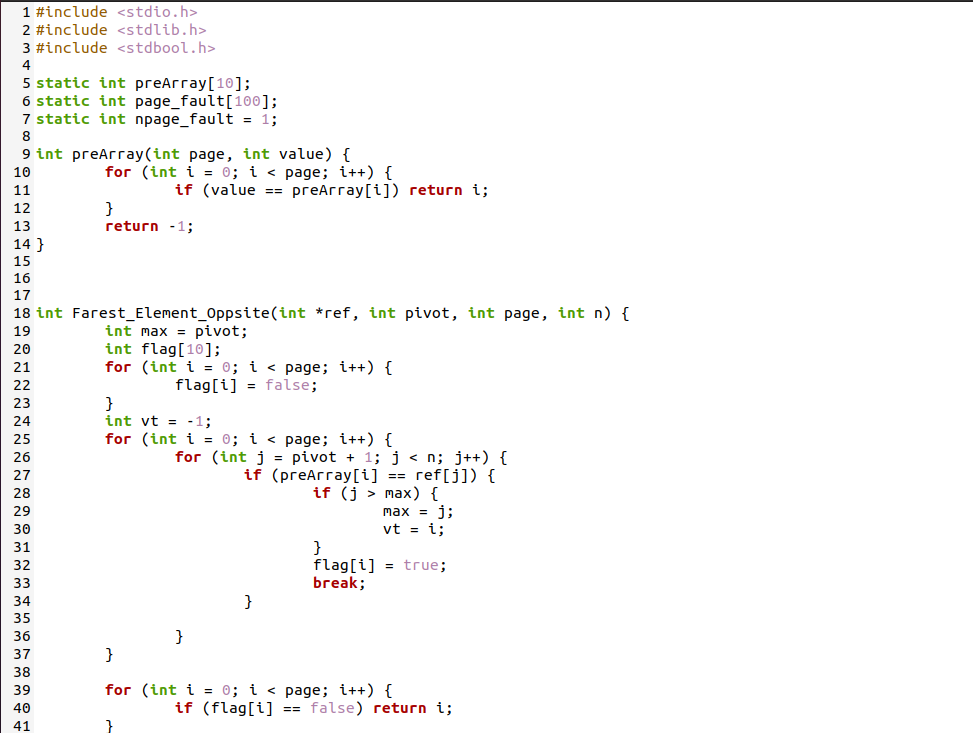 1 #include <stdio.h>
2 #include <stdlib.h>
3 #include <stdbool.h>
4
5 static int preArray[10];
6 static int page_fault[100];
7 static int npage_fault = 1;
8
9 int preArray(int page, int value) {
10         for (int i = 0; i < page; i++) {
11                 if (value == preArray[i]) return i;
12         }
13         return -1;
14 }
15
16
17
18 int Farest_Element_Oppsite(int *ref, int pivot, int page, int n) {
19         int max = pivot;
20         int flag[10];
21         for (int i = 0; i < page; i++) {
22                 flag[i] = false;
23         }
24         int vt = -1;
25         for (int i = 0; i < page; i++) {
26                 for (int j = pivot + 1; j < n; j++) {
27                         if (preArray[i] == ref[j]) {
28                                 if (j > max) {
29                                         max = j;
30                                         vt = i;
31                                 }
32                                 flag[i] = true;
33                                 break;
34                         }
35
36                 }
37         }
38
39         for (int i = 0; i < page; i++) {
40                 if (flag[i] == false) return i;
41         }